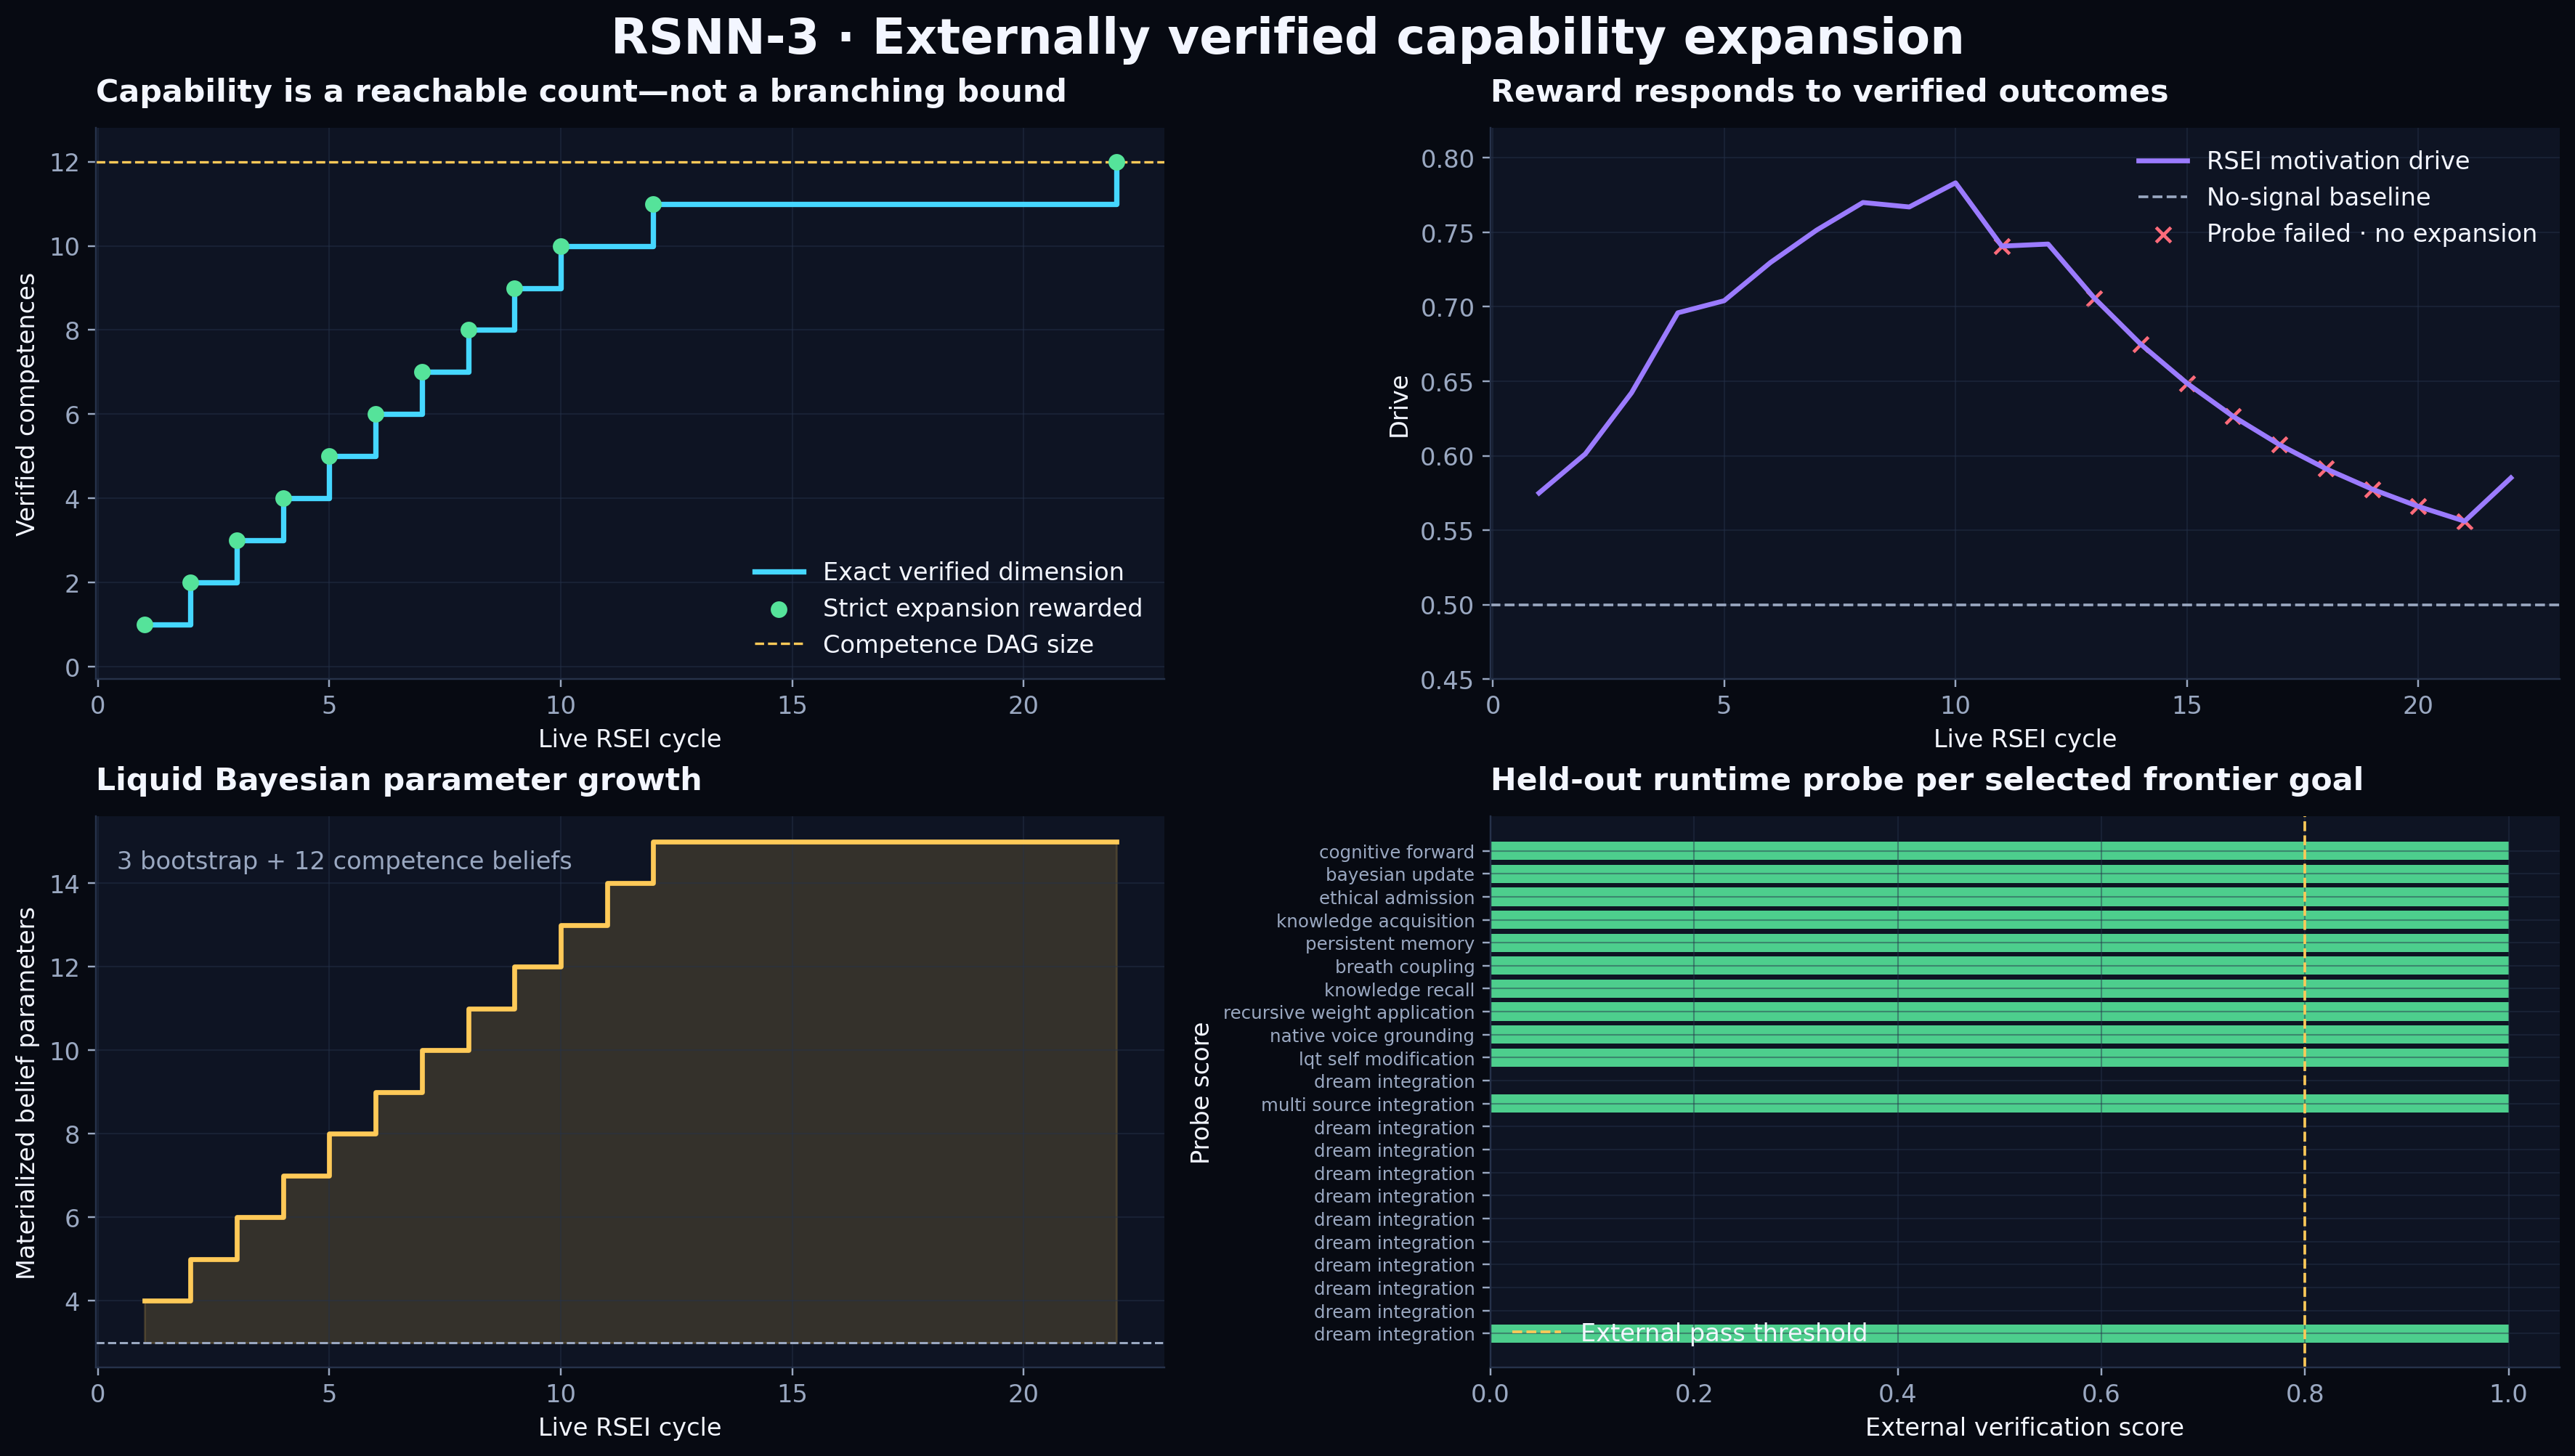 RSNN-3 · Externally verified capability expansion
Capability is a reachable count—not a branching bound
Verified competences
12
10
8
6
4
2
0
Exact verified dimension
Strict expansion rewarded
Competence DAG size
0
5
10
15
20
Live RSEI cycle
Reward responds to verified outcomes
Drive
0.80
0.75
0.70
0.65
0.60
0.55
0.50
0.45
RSEI motivation drive
No-signal baseline
Probe failed · no expansion
0
5
10
15
20
Live RSEI cycle
Liquid Bayesian parameter growth
Materialized belief parameters
3 bootstrap + 12 competence beliefs
14
12
10
8
6
4
0
5
10
15
20
Live RSEI cycle
Held-out runtime probe per selected frontier goal
Probe score
cognitive forward
bayesian update
ethical admission
knowledge acquisition
persistent memory
breath coupling
knowledge recall
recursive weight application
native voice grounding
lqt self modification
dream integration
multi source integration
dream integration
dream integration
dream integration
dream integration
dream integration
dream integration
dream integration
dream integration
dream integration
dream integration
External pass threshold
0.0
0.2
0.4
0.6
0.8
1.0
External verification score